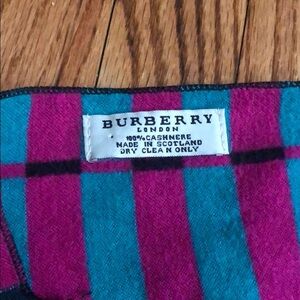 BURBERRY
LONDON
100% CASHMERE
MADE IN SCOTLAND
DRY CLEAN ONLY